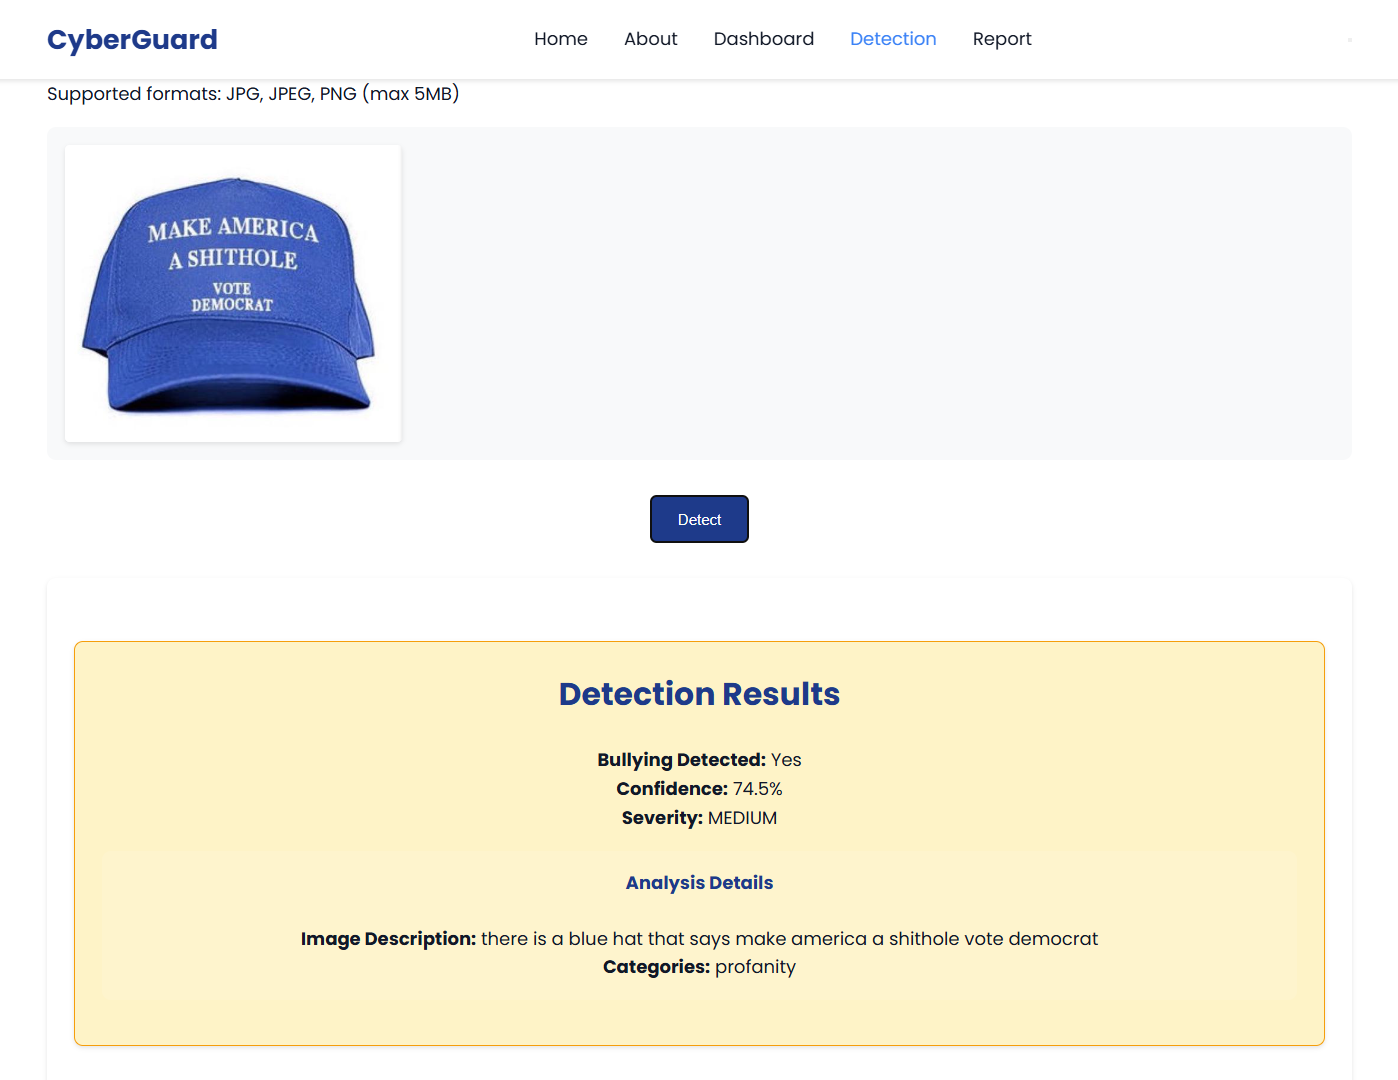 CyberGuard
Home About Dashboard Detection Report
Supported formats: JPG, JPEG, PNG (max 5MB)
MAKE AMERICA
A SHITHOLE
VOTE
DEMOCRAT
Detect
Detection Results
Bullying Detected: Yes
Confidence: 74.5%
Severity: MEDIUM
Analysis Details
Image Description: there is a blue hat that says make america a shithole vote democrat
Categories: profanity